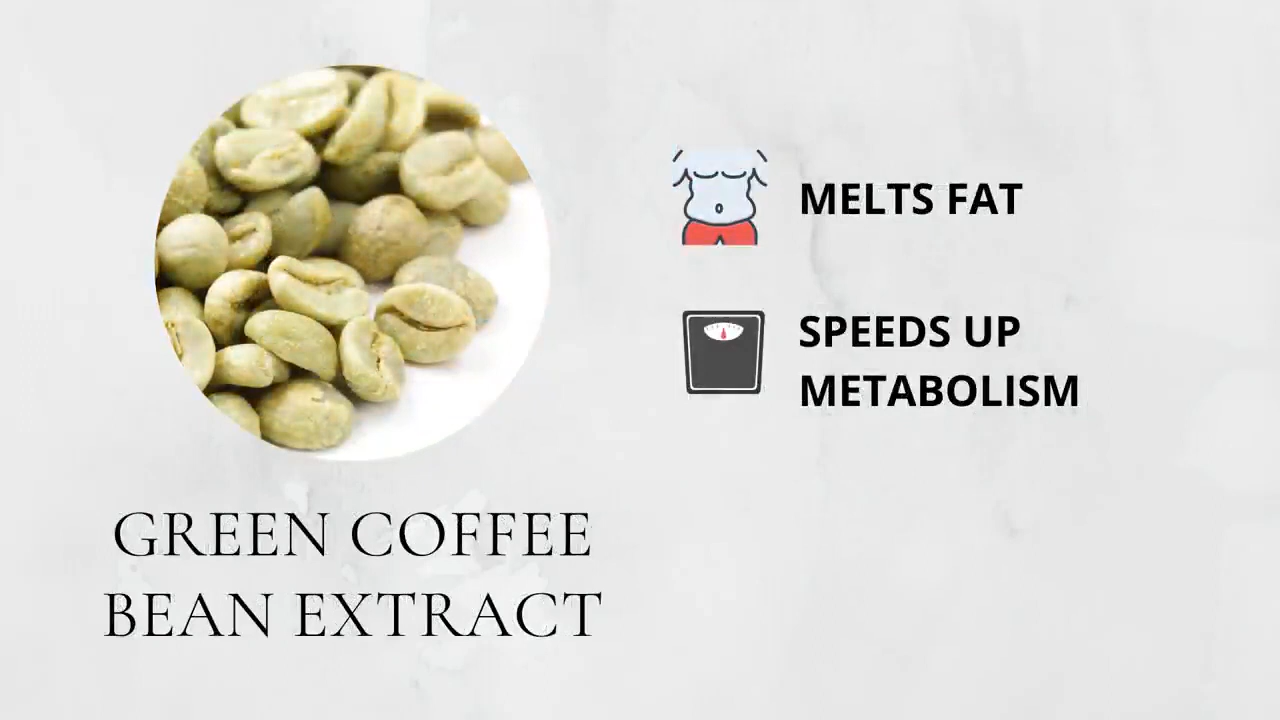 MELTS FAT
SPEEDS UP
METABOLISM
GREEN COFFEE
BEAN EXTRACT